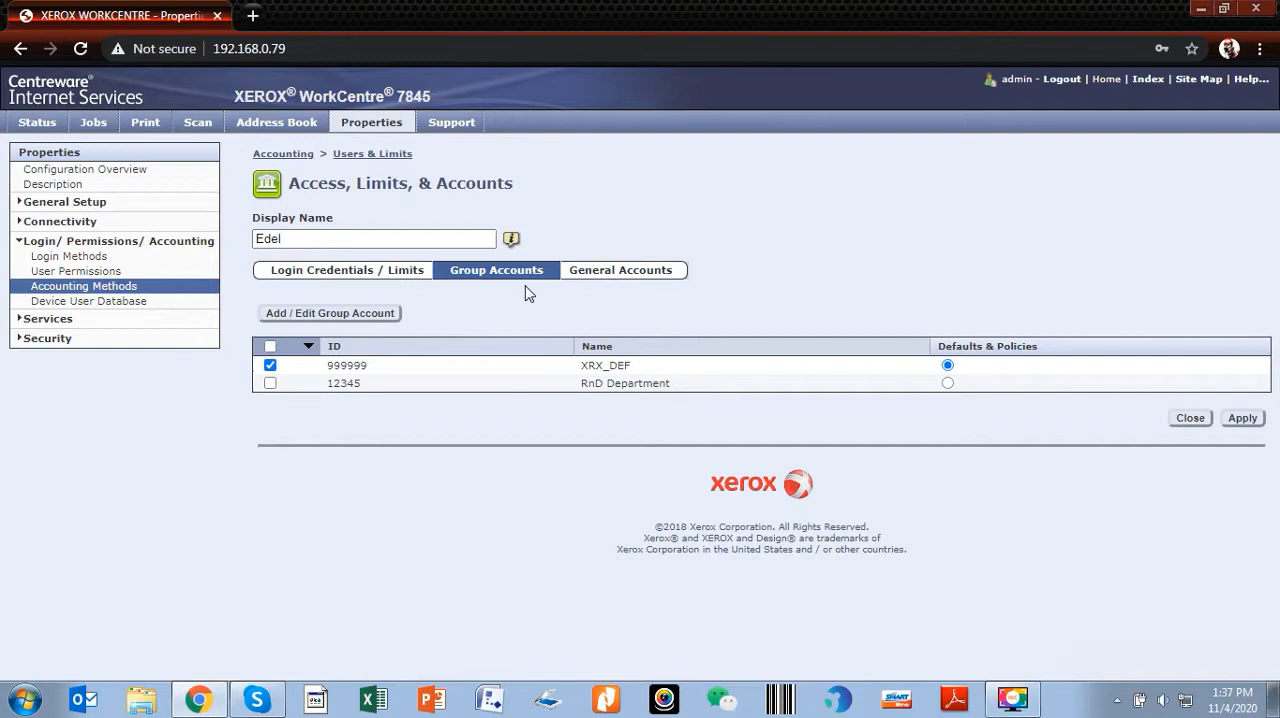 XEROX WORKCENTRE - Properti
Not secure | 192.168.0.79
Centreware®
Internet Services
XEROX® WorkCentre® 7845
admin - Logout | Home | Index | Site Map | Help...
Status Jobs Print Scan Address Book Properties Support
Properties
Configuration Overview
Description
General Setup
Connectivity
Login/ Permissions/ Accounting
Login Methods
User Permissions
Accounting Methods
Device User Database
Services
Security
Accounting > Users & Limits
Access, Limits, & Accounts
Display Name
Edel
Login Credentials / Limits Group Accounts General Accounts
Add / Edit Group Account
ID Name Defaults & Policies
999999 XRX_DEF
12345 RnD Department
Close Apply
xerox
©2018 Xerox Corporation. All Rights Reserved.
Xerox® and XEROX and Design® are trademarks of
Xerox Corporation in the United States and / or other countries.
1:37 PM
11/4/2020